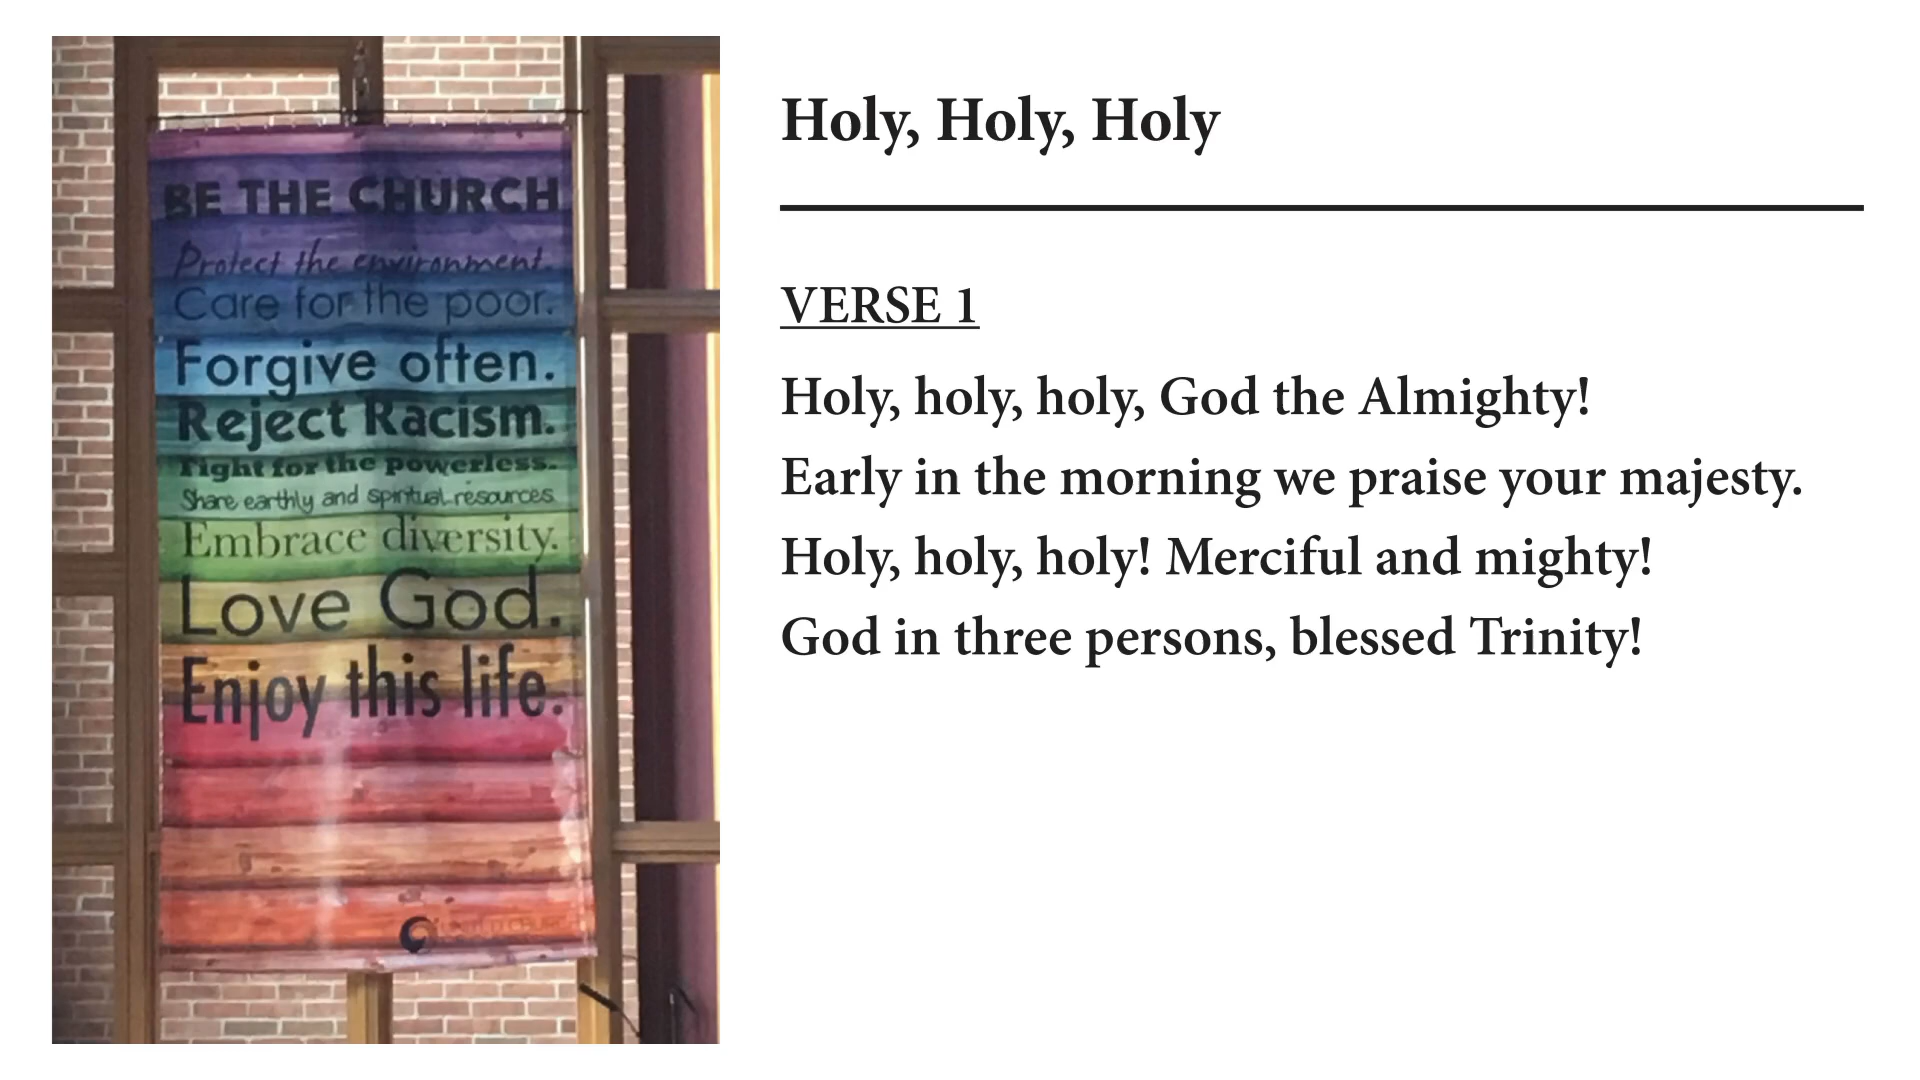 BE THE CHURCH
Protect the environment.
Care for the poor.
Forgive often.
Reject Racism.
Fight for the powerless.
Share earthly and spiritual resources.
Embrace diversity.
Love God.
Enjoy this life.
Holy, Holy, Holy
VERSE 1
Holy, holy, holy, God the Almighty!
Early in the morning we praise your majesty.
Holy, holy, holy! Merciful and mighty!
God in three persons, blessed Trinity!